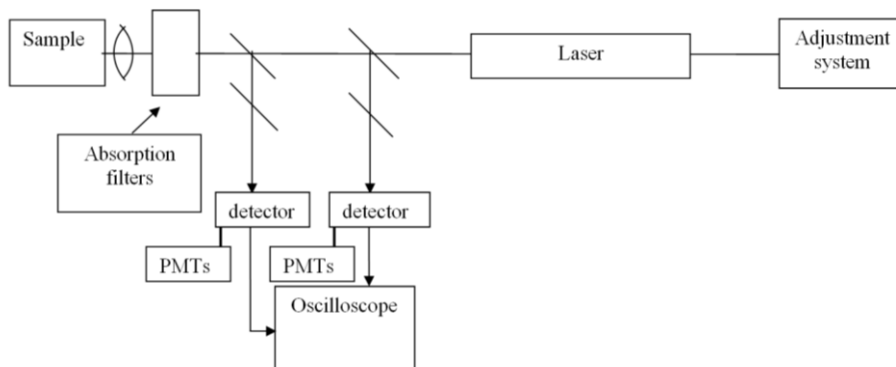 Sample
Laser
Adjustment
system
Absorption
filters
detector
detector
PMTs
PMTs
Oscilloscope